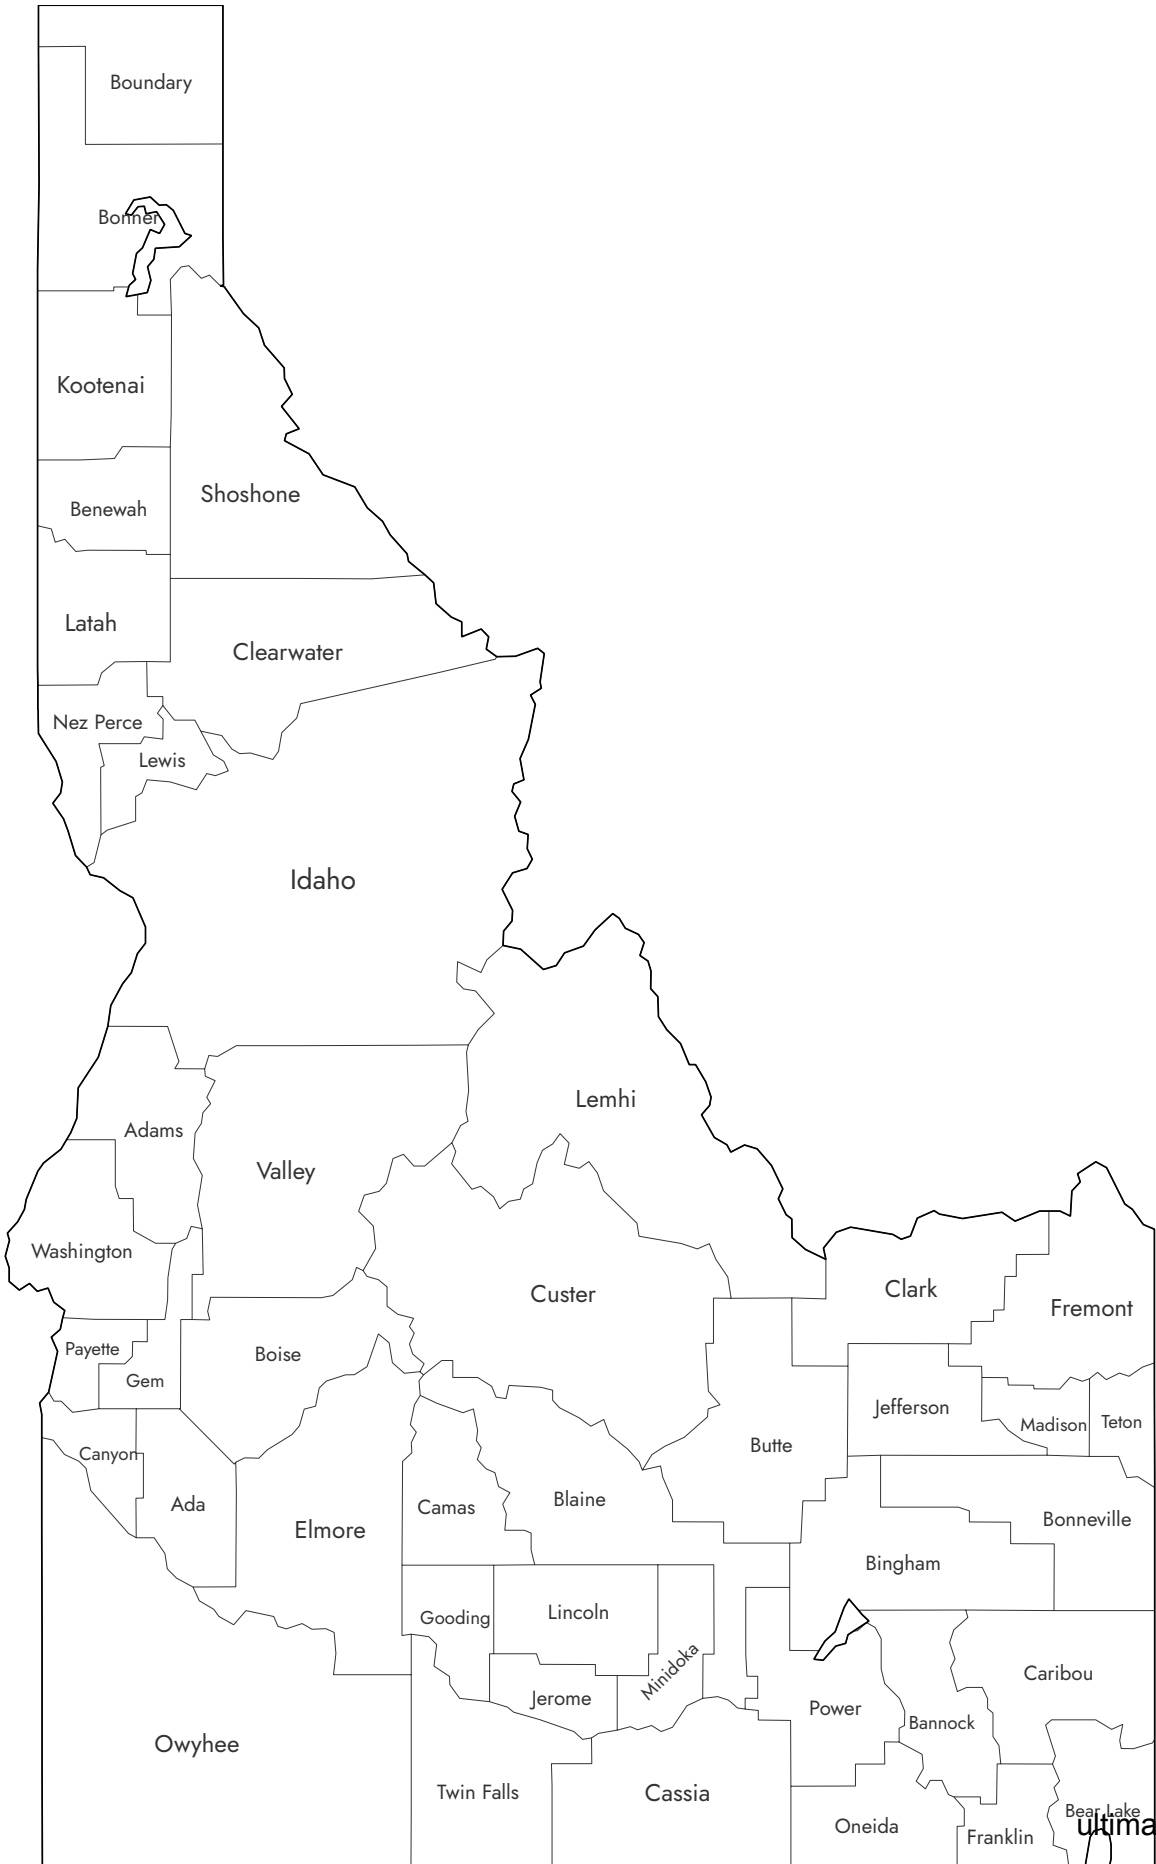 Boundary
Bonner
Kootenai
Shoshone
Benewah
Latah
Clearwater
Nez Perce
Lewis
Idaho
Lemhi
Adams
Valley
Washington
Clark
Custer
Fremont
Payette
Boise
Gem
Jefferson
Madison
Teton
Butte
Canyon
Blaine
Ada
Camas
Bonneville
Elmore
Bingham
Lincoln
Gooding
Minidoka
Caribou
Jerome
Power
Bannock
Owyhee
Twin Falls
Cassia
Bear Lake
ultima
Oneida
Franklin